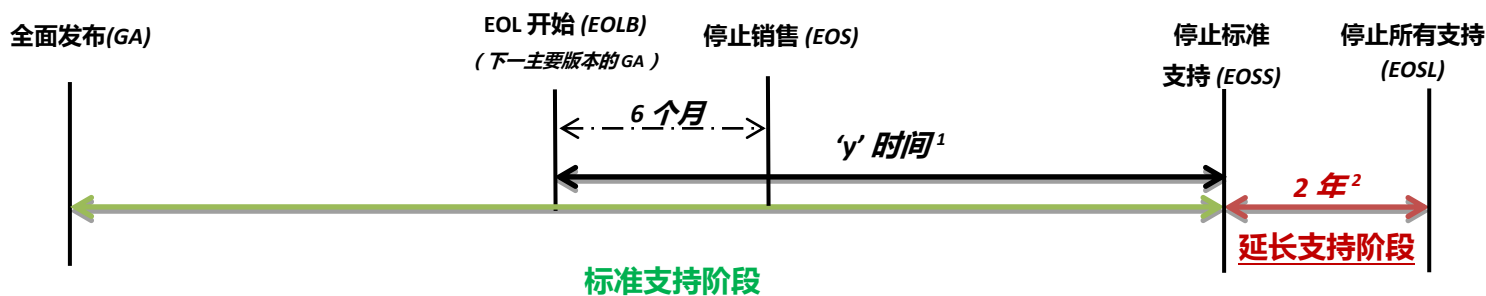 全面发布(GA)
EOL 开始 (EOLB)
（下一主要版本的 GA ）
停止销售 (EOS)
停止标准
支持 (EOSS)
停止所有支持
(EOSL)
6 个月
‘y’ 时间 1
2 年 2
延长支持阶段
标准支持阶段